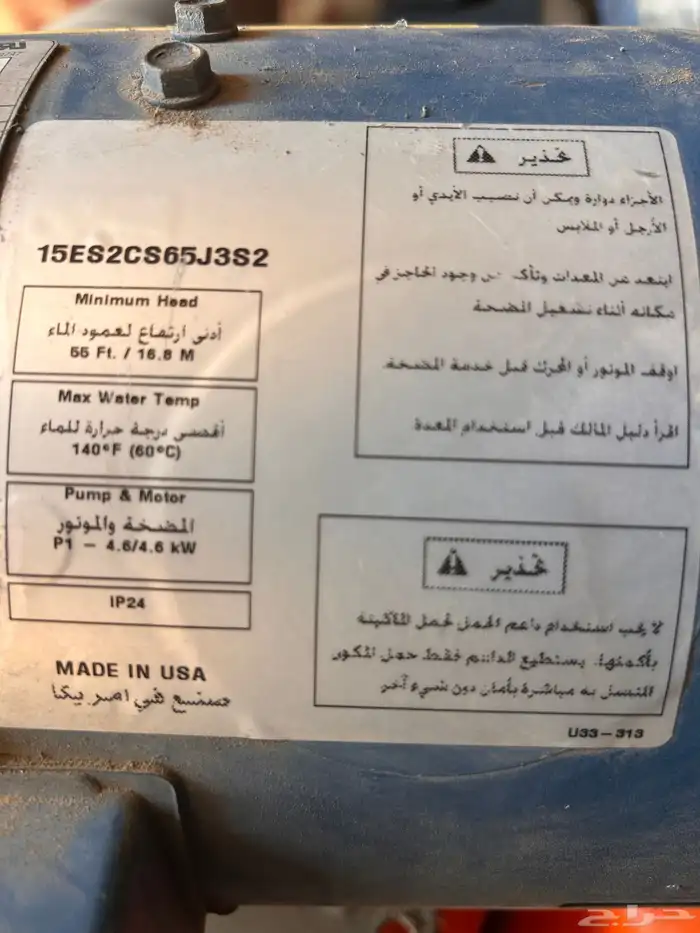 15ES2CS65J3S2
Minimum Head
أدنى ارتفاع لعمود الماء
55 Ft. / 16.8 M
Max Water Temp
أقصى درجة حرارة للماء
140°F (60°C)
Pump & Motor
المضخة والموتور
P1 – 4.6/4.6 kW
IP24
MADE IN USA
صنع في امريكا
تحذير
الأجزاء دوارة ويمكن أن تصيب الأيدي أو
الأرجل أو الملابس
ابتعد عن المعدات وتأكد من وجود الحاجز في
مكانه أثناء تشغيل المضخة
اوقف الموتور أو المحرك قبل خدمة المضخة.
اقرأ دليل المالك قبل استخدام المعدة
تحذير
لا يجب استخدام داعم الحمل لحمل الماكينة
بأكملها. يستطيع الداعم فقط حمل المكون
المتصل به مباشرة بأمان دون شيء آخر
U33–313
حراج